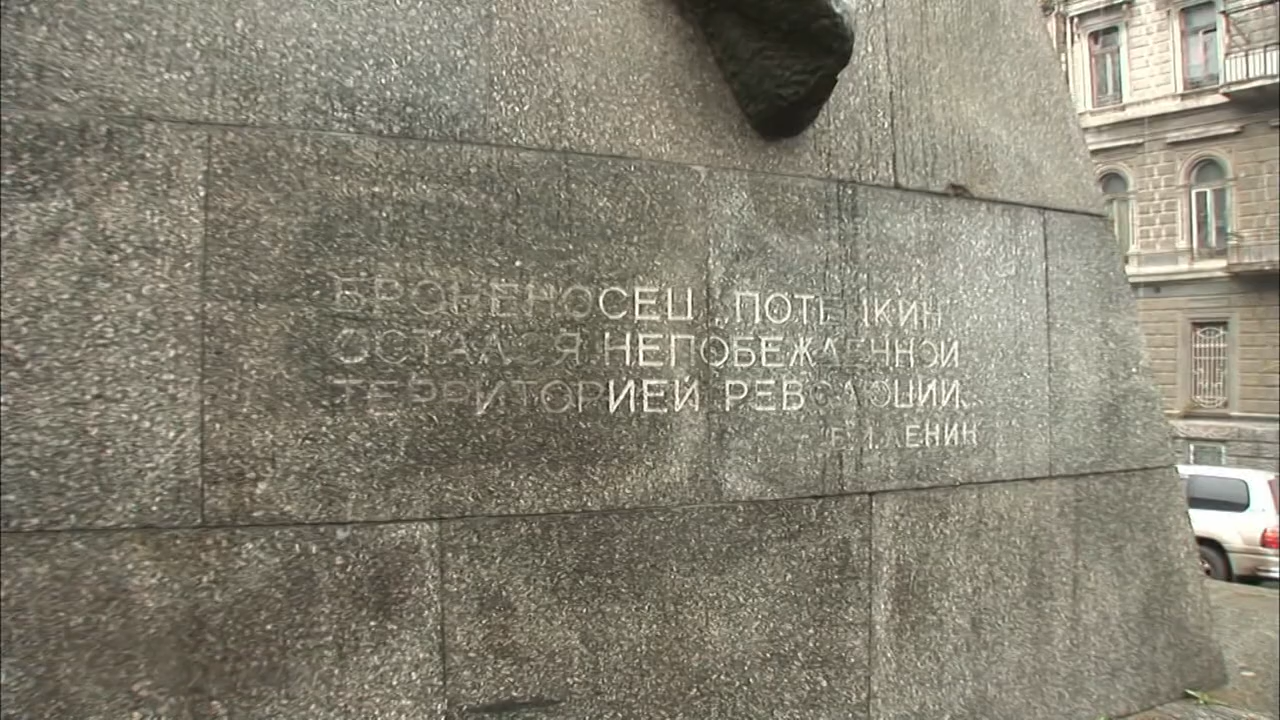 БРОНЕНОСЕЦ „ПОТЕМКИН
ОСТАЛСЯ НЕПОБЕЖДЕННОЙ
ТЕРРИТОРИЕЙ РЕВОЛЮЦИИ.
В.И. ЛЕНИН